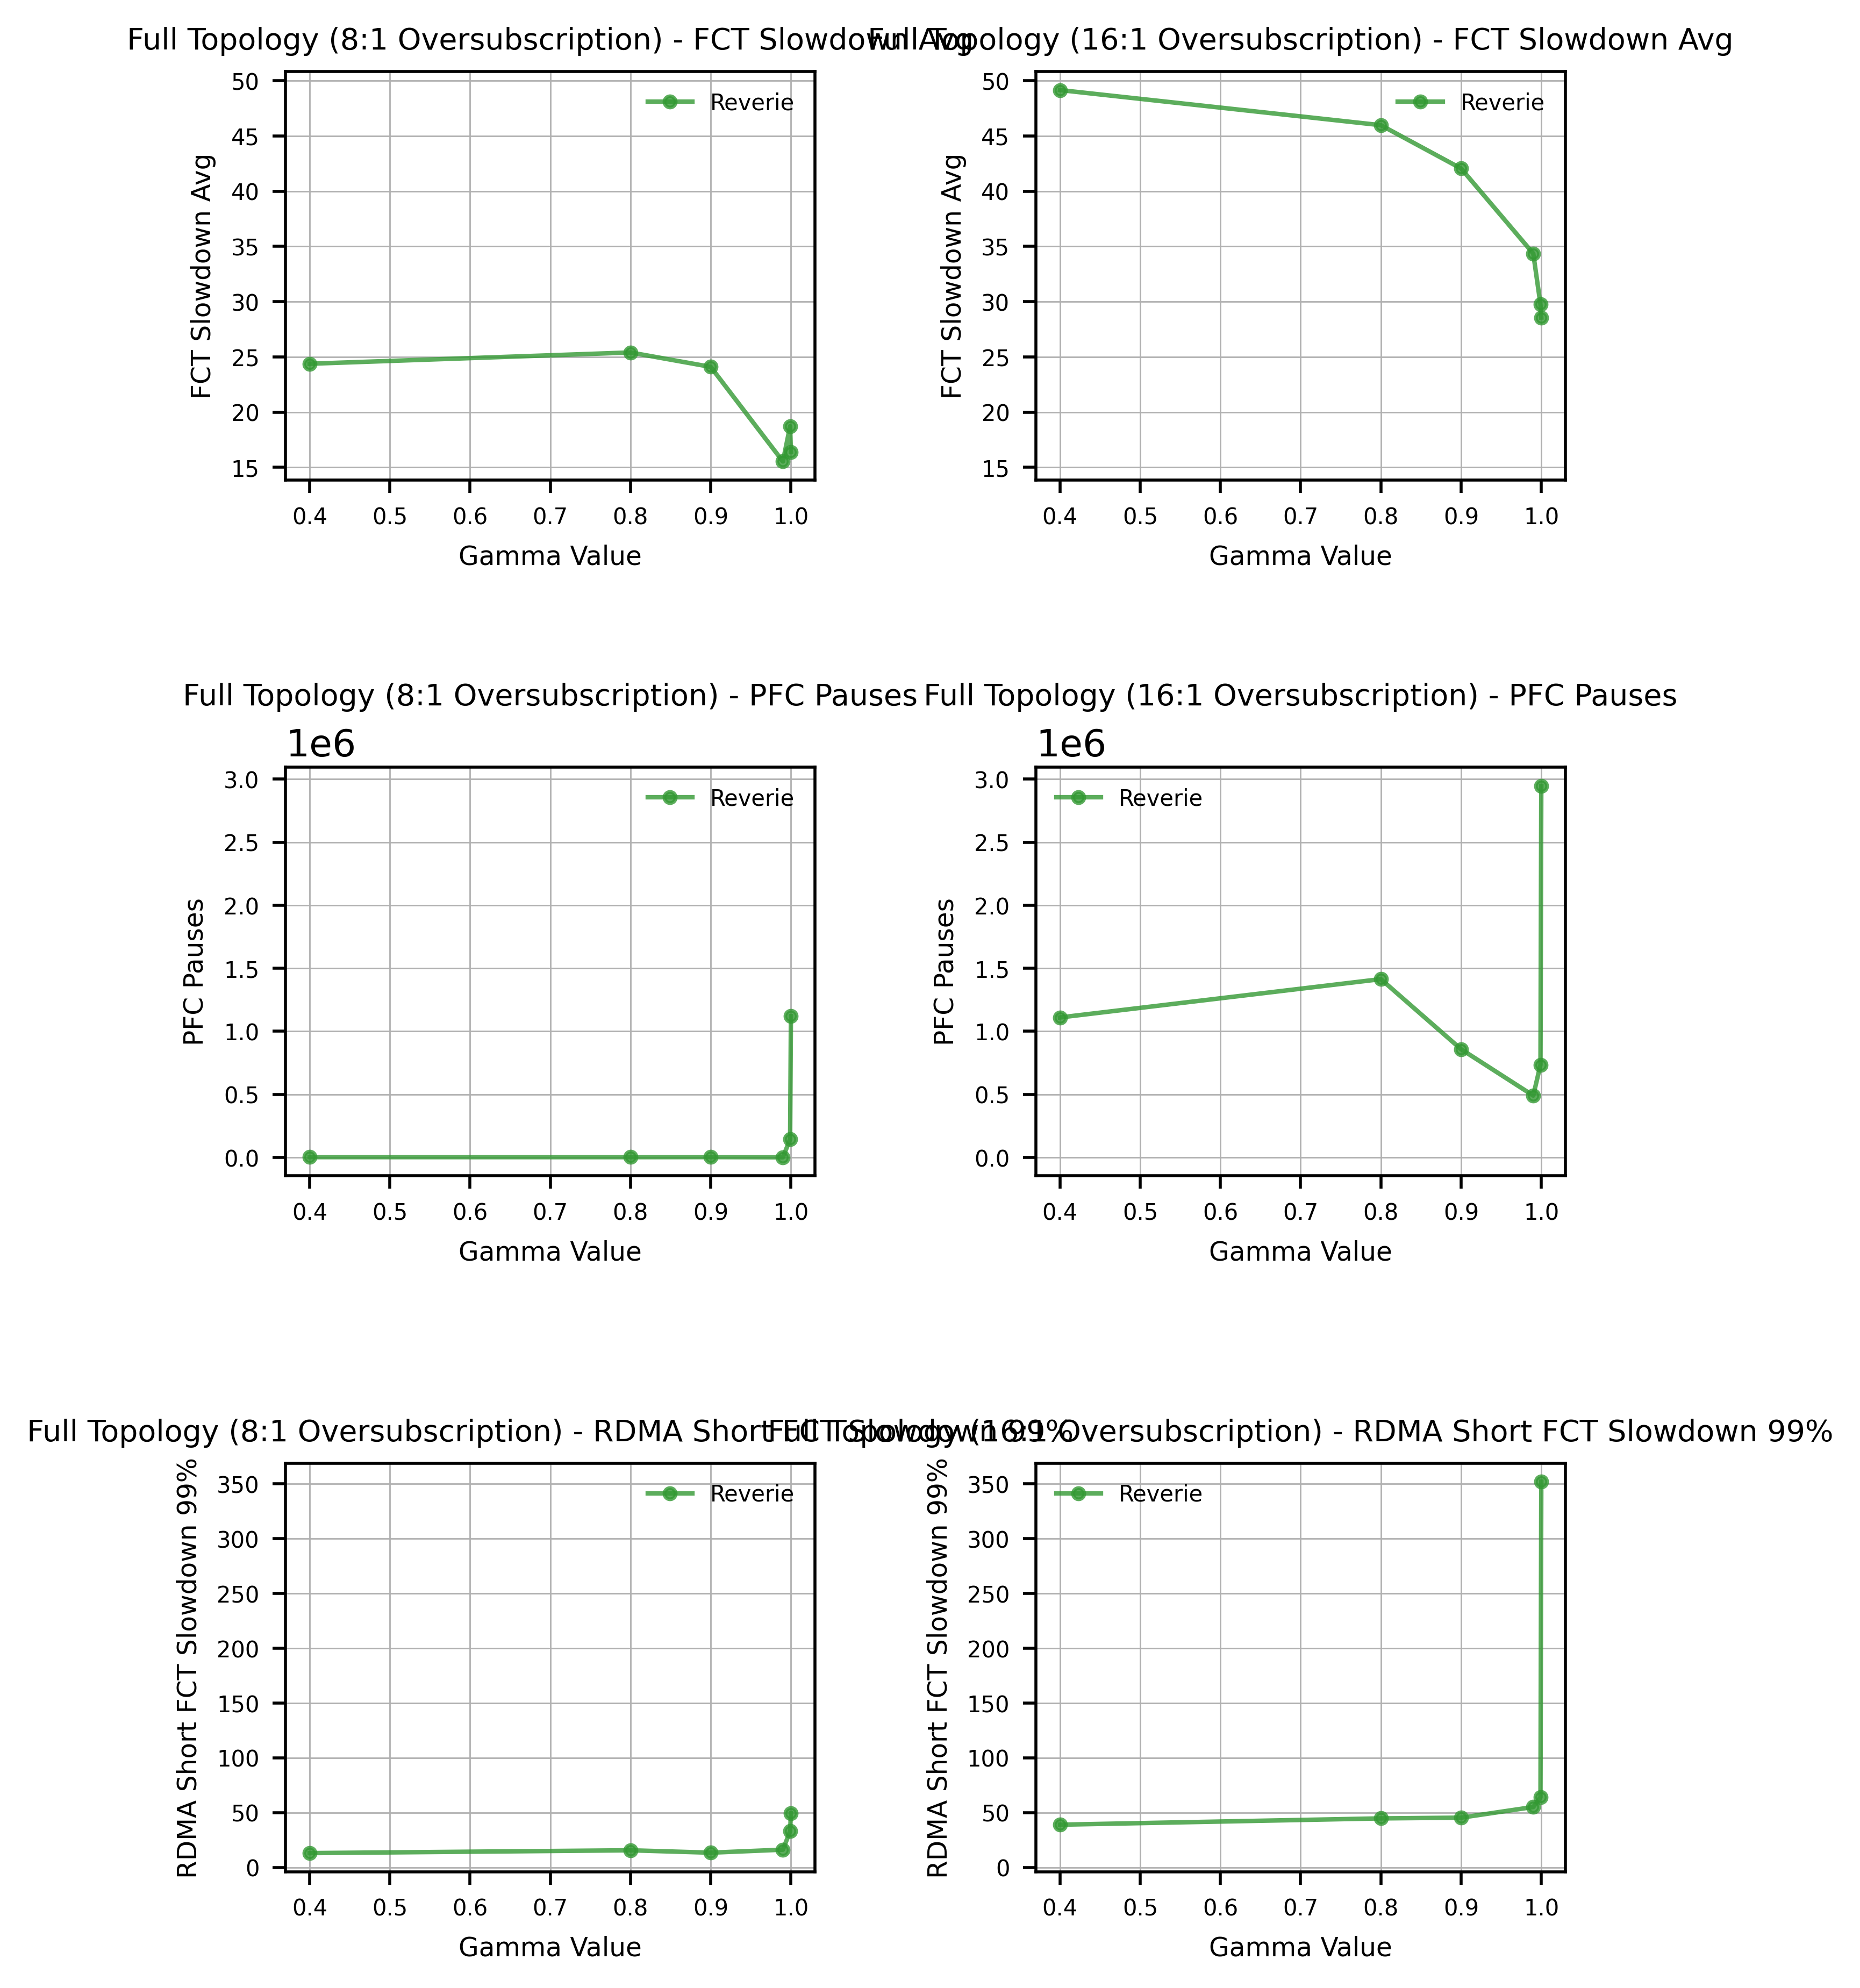 Full Topology (8:1 Oversubscription) - FCT Slowdown Avg
Full Topology (16:1 Oversubscription) - FCT Slowdown Avg
50
45
40
35
30
25
20
15
FCT Slowdown Avg
Reverie
0.4 0.5 0.6 0.7 0.8 0.9 1.0
Gamma Value
50
45
40
35
30
25
20
15
FCT Slowdown Avg
Reverie
0.4 0.5 0.6 0.7 0.8 0.9 1.0
Gamma Value
Full Topology (8:1 Oversubscription) - PFC Pauses
Full Topology (16:1 Oversubscription) - PFC Pauses
1e6
3.0
2.5
2.0
1.5
1.0
0.5
0.0
PFC Pauses
Reverie
0.4 0.5 0.6 0.7 0.8 0.9 1.0
Gamma Value
1e6
3.0
2.5
2.0
1.5
1.0
0.5
0.0
PFC Pauses
Reverie
0.4 0.5 0.6 0.7 0.8 0.9 1.0
Gamma Value
Full Topology (8:1 Oversubscription) - RDMA Short FCT Slowdown 99%
Full Topology (16:1 Oversubscription) - RDMA Short FCT Slowdown 99%
350
300
250
200
150
100
50
0
RDMA Short FCT Slowdown 99%
Reverie
0.4 0.5 0.6 0.7 0.8 0.9 1.0
Gamma Value
350
300
250
200
150
100
50
0
RDMA Short FCT Slowdown 99%
Reverie
0.4 0.5 0.6 0.7 0.8 0.9 1.0
Gamma Value